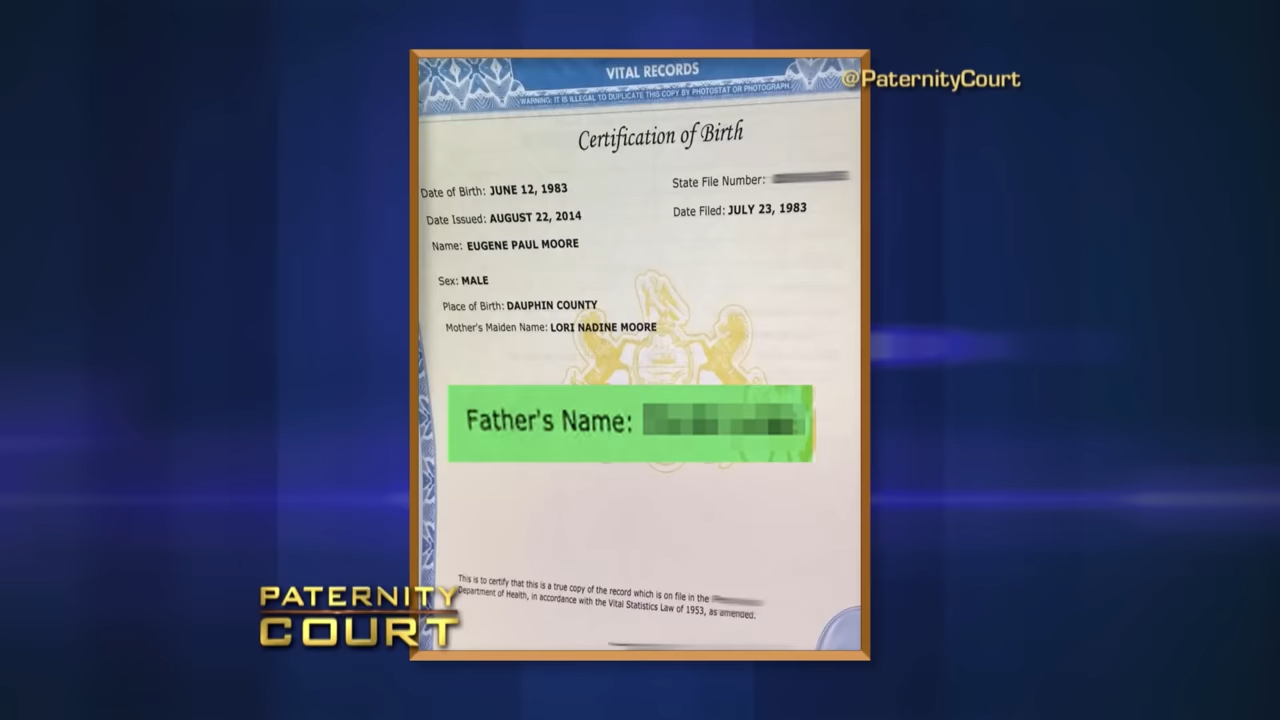 VITAL RECORDS
@PaternityCourt
WARNING: IT IS ILLEGAL TO DUPLICATE THIS COPY BY PHOTOSTAT OR PHOTOGRAPH.
Certification of Birth
Date of Birth: JUNE 12, 1983
State File Number:
Date Issued: AUGUST 22, 2014
Date Filed: JULY 23, 1983
Name: EUGENE PAUL MOORE
Sex: MALE
Place of Birth: DAUPHIN COUNTY
Mother's Maiden Name: LORI NADINE MOORE
Father's Name:
This is to certify that this is a true copy of the record which is on file in the
Department of Health, in accordance with the Vital Statistics Law of 1953, as amended.
PATERNITY
COURT